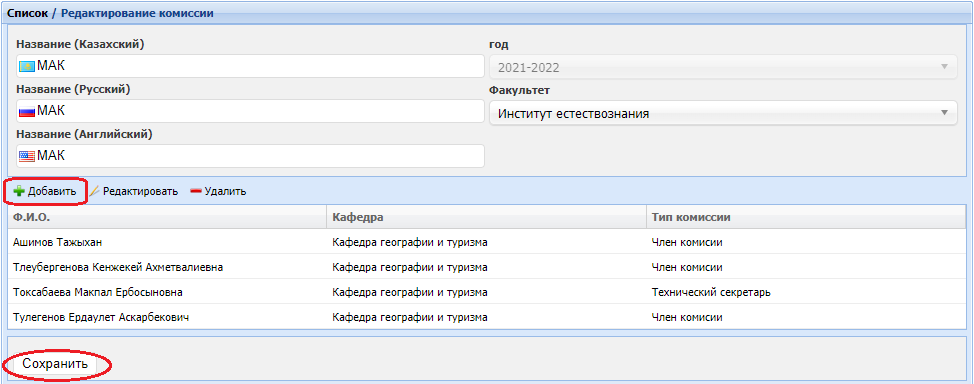 Список / Редактирование комиссии
Название (Казахский)
МАК
год
2021-2022
Название (Русский)
МАК
Факультет
Институт естествознания
Название (Английский)
МАК
Добавить Редактировать Удалить
Ф.И.О. Кафедра Тип комиссии
Ашимов Тажыхан Кафедра географии и туризма Член комисии
Тлеубергенова Кенжекей Ахметвалиевна Кафедра географии и туризма Член комисии
Токсабаева Макпал Ербосыновна Кафедра географии и туризма Технический секретарь
Тулегенов Ердаулет Аскарбекович Кафедра географии и туризма Член комисии
Сохранить